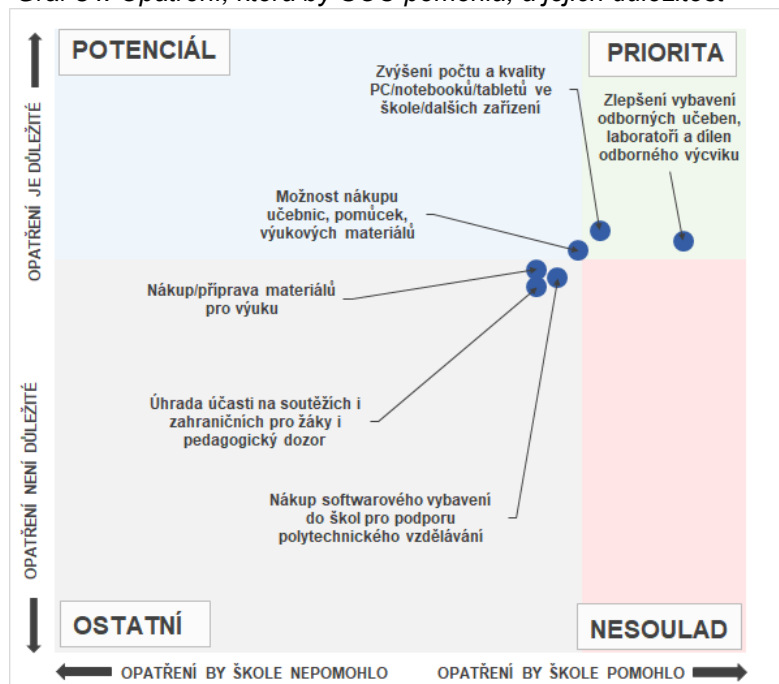 POTENCIÁL
PRIORITA
Zvýšení počtu a kvality
PC/notebooků/tabletů ve
škole/dalších zařízení
Zlepšení vybavení
odborných učeben,
laboratoří a dílen
odborného výcviku
Možnost nákupu
učebnic, pomůcek,
výukových materiálů
Nákup/příprava materiálů
pro výuku
Úhrada účasti na soutěžích i
zahraničních pro žáky i
pedagogický dozor
Nákup softwarového vybavení
do škol pro podporu
polytechnického vzdělávání
OPATŘENÍ JE DŮLEŽITÉ
OPATŘENÍ NENÍ DŮLEŽITÉ
OSTATNÍ
NESOULAD
OPATŘENÍ BY ŠKOLE NEPOMOHLO
OPATŘENÍ BY ŠKOLE POMOHLO